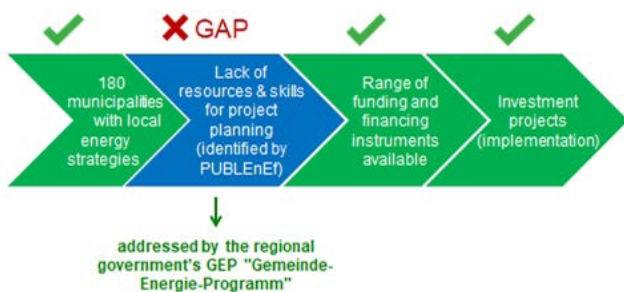 GAP
180
municipalities
with local
energy
strategies
Lack of
resources & skills
for project
planning
(identified by
PUBLEnEf)
Range of
funding and
financing
instruments
available
Investment
projects
(implementation)
addressed by the regional
government's GEP "Gemeinde-
Energie-Programm"